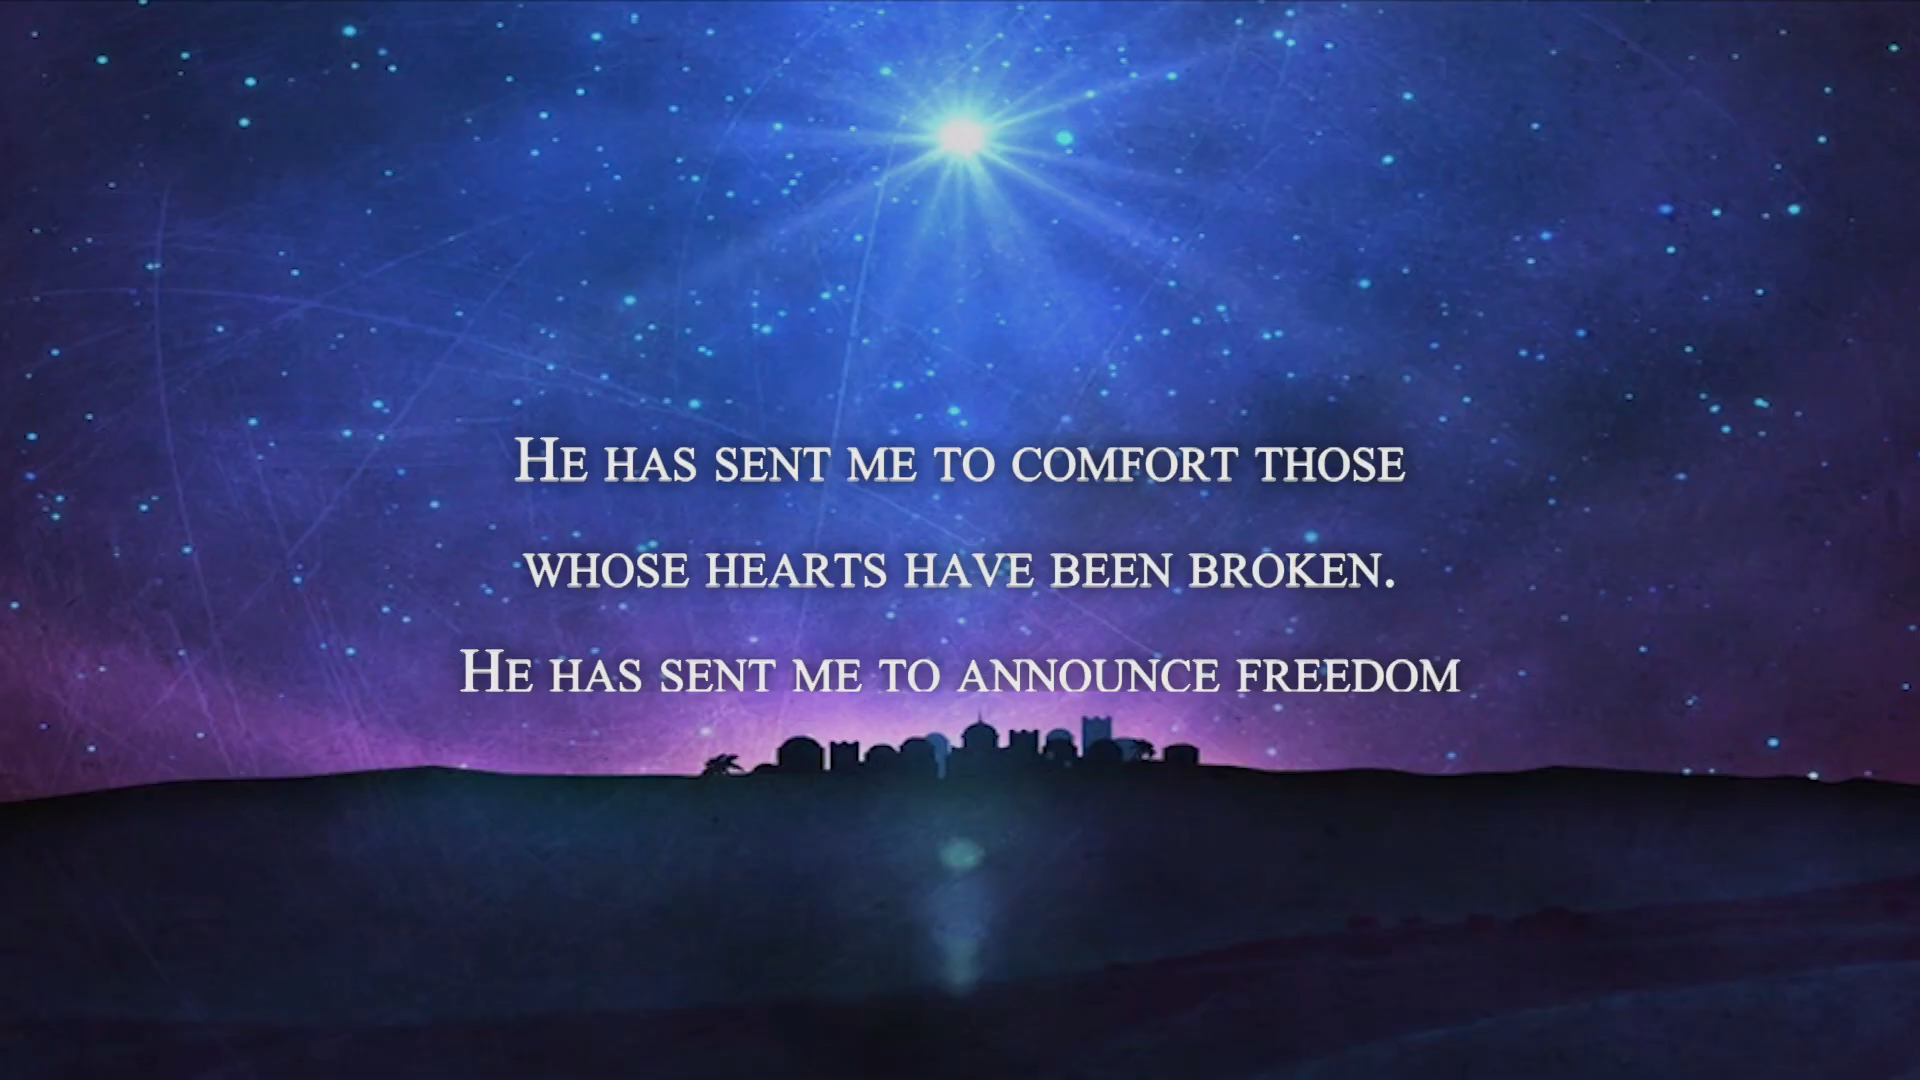 He has sent me to comfort those
whose hearts have been broken.
He has sent me to announce freedom